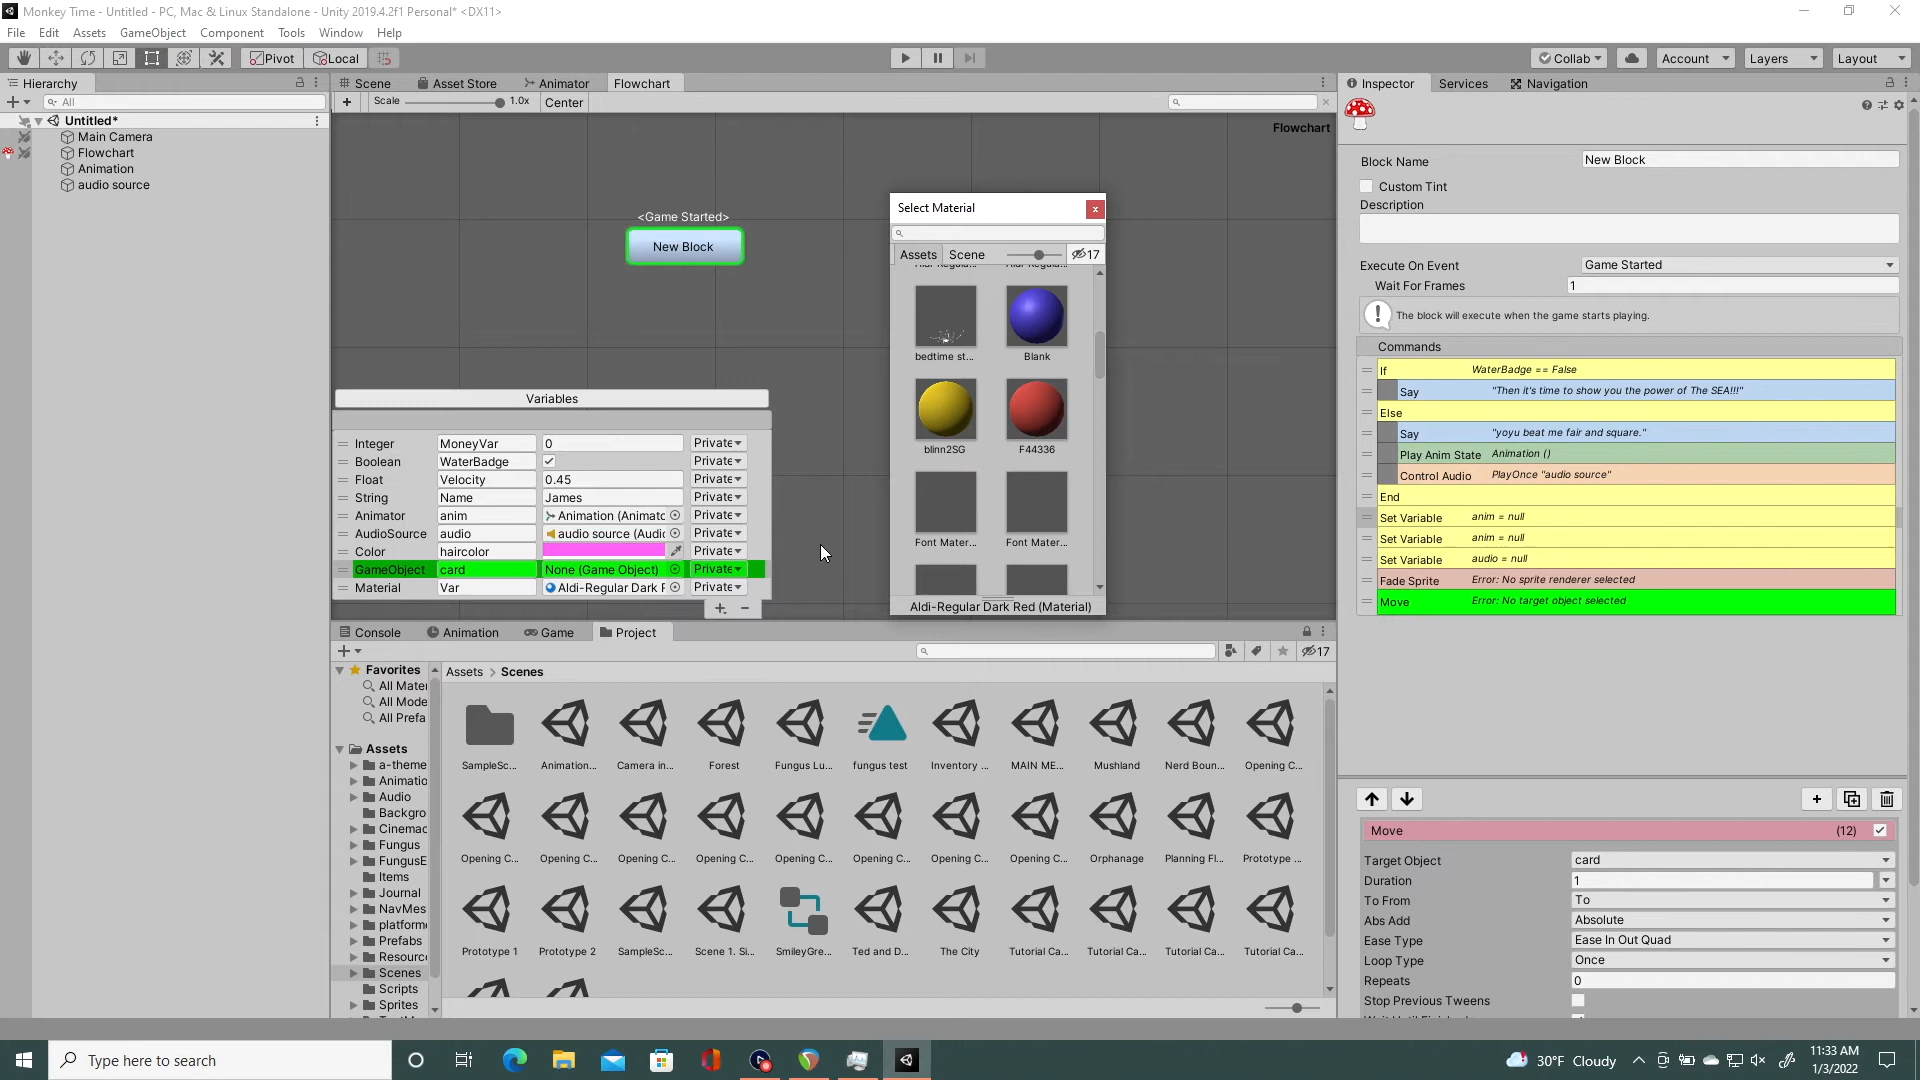 Monkey Time - Untitled - PC, Mac & Linux Standalone - Unity 2019.4.2f1 Personal* <DX11>
File Edit Assets GameObject Component Tools Window Help
Pivot Local Collab Account Layers Layout
Hierarchy
All
Untitled*
Main Camera
Flowchart
Animation
audio source
Scene Asset Store Animator Flowchart
Scale 1.0x Center
Flowchart
<Game Started>
New Block
Variables
Integer MoneyVar 0 Private
Boolean WaterBadge Private
Float Velocity 0.45 Private
String Name James Private
Animator anim Animation (Animato Private
AudioSource audio audio source (Audio Private
Color haircolor Private
GameObject card None (Game Object) Private
Material Var Aldi-Regular Dark R Private
Select Material
Assets Scene 17
bedtime st... Blank
blinn2SG F44336
Font Mater... Font Mater...
Aldi-Regular Dark Red (Material)
Console Animation Game Project
17
Favorites
All Mater
All Mode
All Prefa
Assets
a-theme
Animatio
Audio
Backgro
Cinemac
Fungus
FungusE
Items
Journal
NavMes
platform
Prefabs
Resourc
Scenes
Scripts
Sprites
Assets > Scenes
SampleSc... Animation... Camera in... Forest Fungus Lu... fungus test Inventory ... MAIN ME... Mushland Nerd Boun... Opening C...
Opening C... Opening C... Opening C... Opening C... Opening C... Opening C... Opening C... Opening C... Orphanage Planning Fl... Prototype ...
Prototype 1 Prototype 2 SampleSc... Scene 1. Si... SmileyGre... Ted and D... The City Tutorial Ca... Tutorial Ca... Tutorial Ca... Tutorial Ca...
Inspector Services Navigation
Block Name New Block
Custom Tint
Description
Execute On Event Game Started
Wait For Frames 1
The block will execute when the game starts playing.
Commands
If WaterBadge == False
Say "Then it's time to show you the power of The SEA!!!"
Else
Say "yoyu beat me fair and square."
Play Anim State Animation ()
Control Audio PlayOnce "audio source"
End
Set Variable anim = null
Set Variable anim = null
Set Variable audio = null
Fade Sprite Error: No sprite renderer selected
Move Error: No target object selected
Move (12)
Target Object card
Duration 1
To From To
Abs Add Absolute
Ease Type Ease In Out Quad
Loop Type Once
Repeats 0
Stop Previous Tweens
Type here to search
30°F Cloudy
11:33 AM
1/3/2022